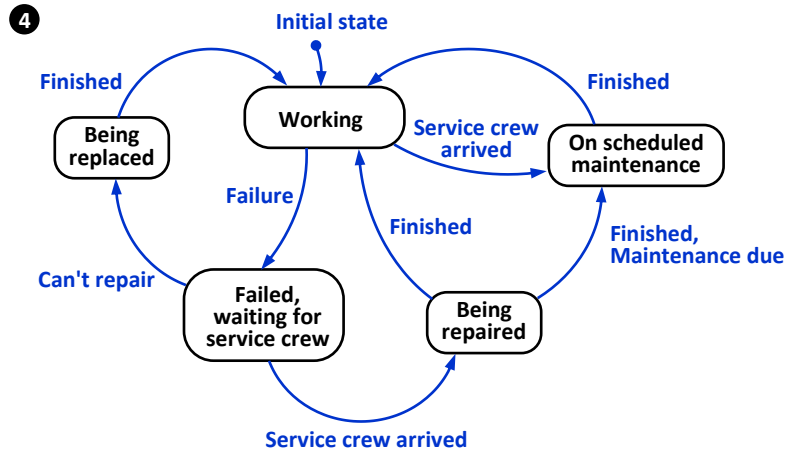 4
Initial state
Finished
Finished
Working
Being
replaced
Service crew
arrived
On scheduled
maintenance
Failure
Finished
Finished,
Maintenance due
Can't repair
Failed,
waiting for
service crew
Being
repaired
Service crew arrived